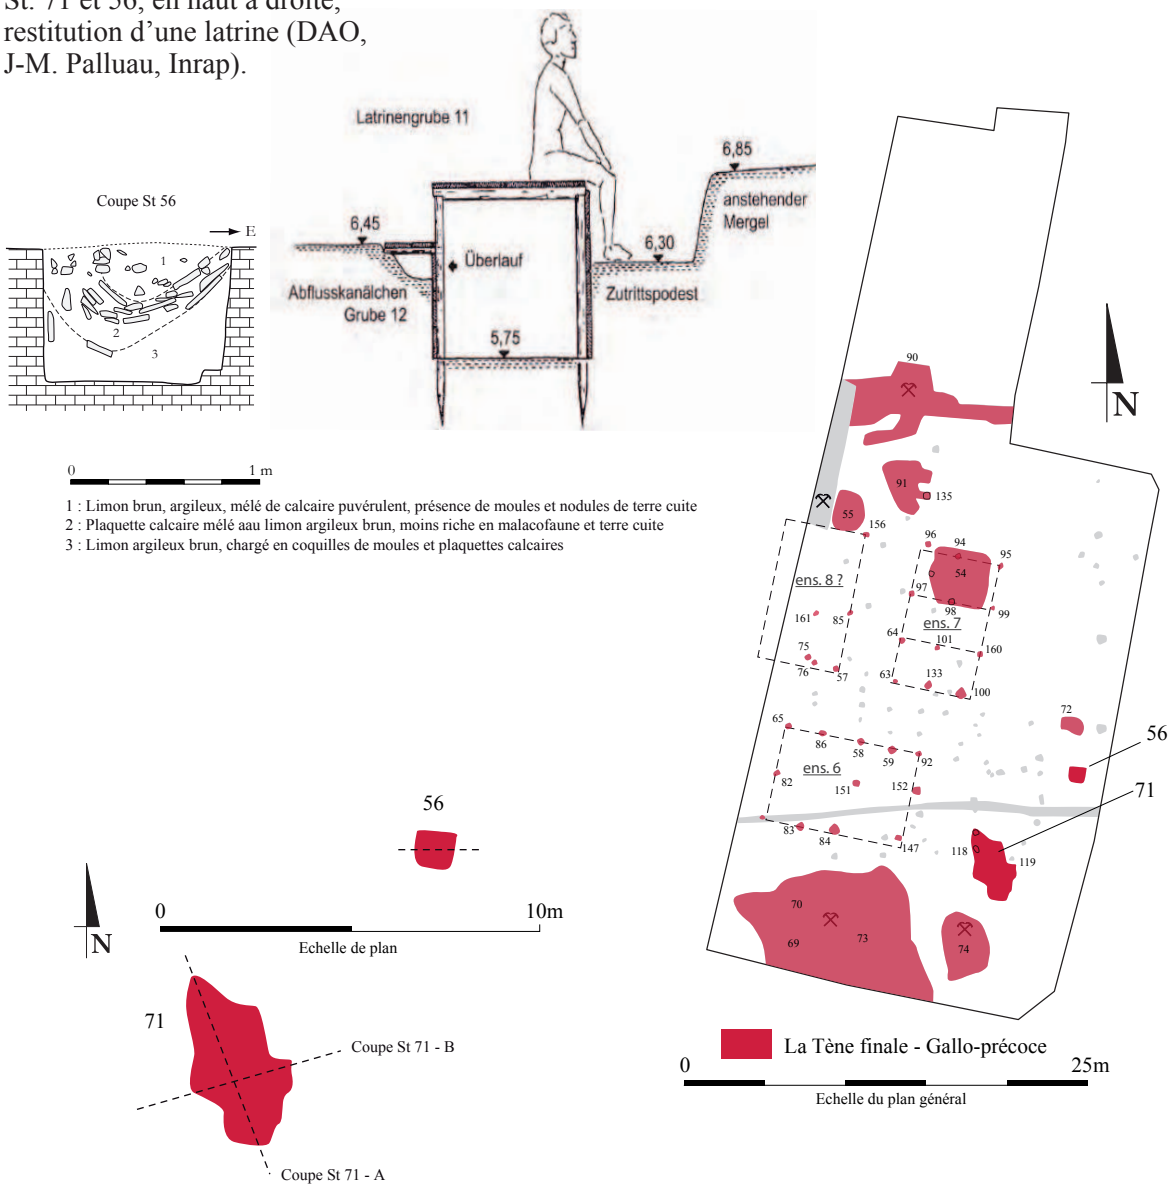 St. 71 et 56, en haut à droite,
restitution d’une latrine (DAO,
J-M. Palluau, Inrap).
Latrinengrube 11
6,85
anstehender
Mergel
6,45
6,30
Überlauf
Abflusskanälchen
Grube 12
Zutrittspodest
5,75
Coupe St 56
E
1
2
3
0 1 m
1 : Limon brun, argileux, mélé de calcaire puvérulent, présence de moules et nodules de terre cuite
2 : Plaquette calcaire mélé aau limon argileux brun, moins riche en malacofaune et terre cuite
3 : Limon argileux brun, chargé en coquilles de moules et plaquettes calcaires
56
N
0 10m
Echelle de plan
71
Coupe St 71 - B
Coupe St 71 - A
N
90
91
135
55
156
96
94
95
54
ens. 8 ?
97
98
99
161
85
ens. 7
64
101
160
75
76
57
63
133
100
72
65
56
86
58
59
92
ens. 6
82
151
152
71
83
84
147
118
119
70
69
73
74
La Tène finale - Gallo-précoce
0 25m
Echelle du plan général